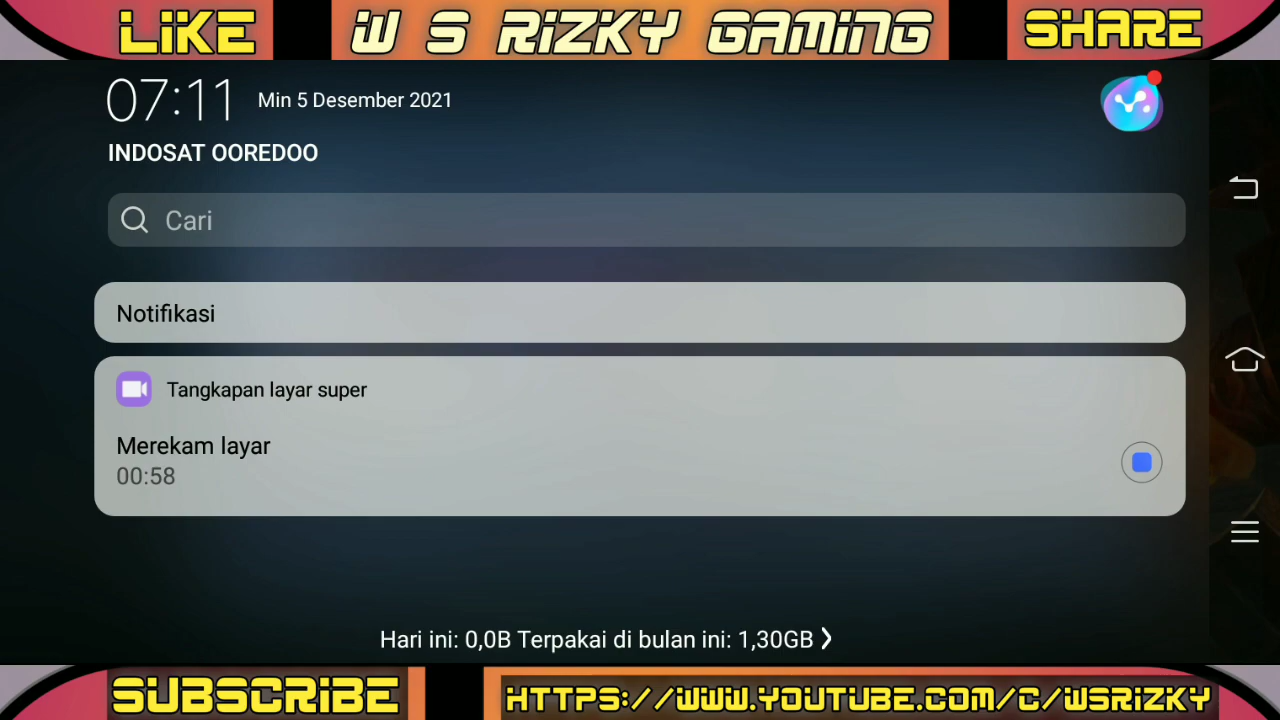 LIKE
W S RIZKY GAMING
SHARE
07:11
Min 5 Desember 2021
INDOSAT OOREDOO
Cari
Notifikasi
Tangkapan layar super
Merekam layar
00:58
Hari ini: 0,0B Terpakai di bulan ini: 1,30GB
SUBSCRIBE
HTTPS://WWW.YOUTUBE.COM/C/WSRIZKY